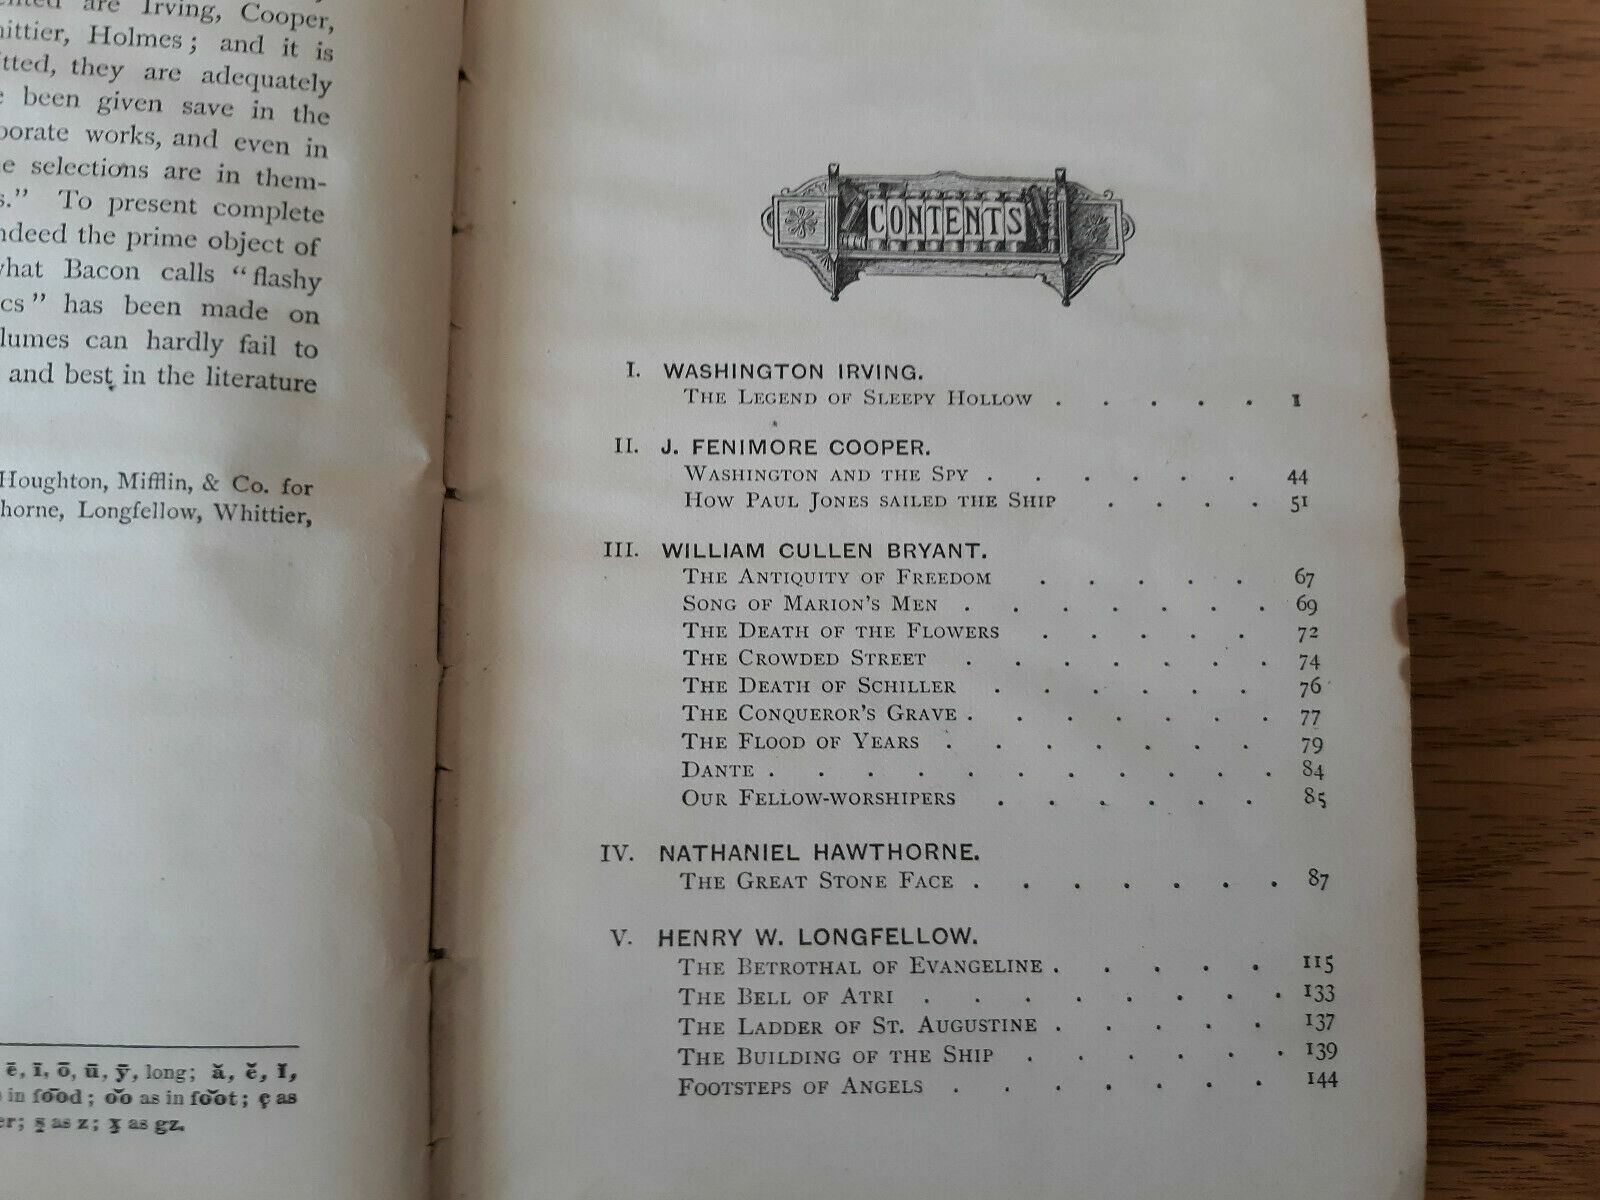 ented are Irving, Cooper,
hittier, Holmes; and it is
itted, they are adequately
e been given save in the
borate works, and even in
e selections are in them-
s." To present complete
ndeed the prime object of
what Bacon calls "flashy
cs" has been made on
lumes can hardly fail to
and best in the literature
Houghton, Mifflin, & Co. for
horne, Longfellow, Whittier,
ē, ī, ō, ū, ȳ, long; ă, ĕ, ĭ,
in fo͞od; o͝o as in fo͝ot; ç as
er; s̱ as z; x̱ as gz.
CONTENTS
I. WASHINGTON IRVING.
THE LEGEND OF SLEEPY HOLLOW . . . . . 1
II. J. FENIMORE COOPER.
WASHINGTON AND THE SPY . . . . . . 44
HOW PAUL JONES SAILED THE SHIP . . . . 51
III. WILLIAM CULLEN BRYANT.
THE ANTIQUITY OF FREEDOM . . . . . 67
SONG OF MARION'S MEN . . . . . . . 69
THE DEATH OF THE FLOWERS . . . . . 72
THE CROWDED STREET . . . . . . . 74
THE DEATH OF SCHILLER . . . . . . 76
THE CONQUEROR'S GRAVE . . . . . . . 77
THE FLOOD OF YEARS . . . . . . . 79
DANTE . . . . . . . . . . . 84
OUR FELLOW-WORSHIPERS . . . . . . 85
IV. NATHANIEL HAWTHORNE.
THE GREAT STONE FACE . . . . . . . 87
V. HENRY W. LONGFELLOW.
THE BETROTHAL OF EVANGELINE . . . . . 115
THE BELL OF ATRI . . . . . . . . 133
THE LADDER OF ST. AUGUSTINE . . . . . 137
THE BUILDING OF THE SHIP . . . . . . 139
FOOTSTEPS OF ANGELS . . . . . . . 144